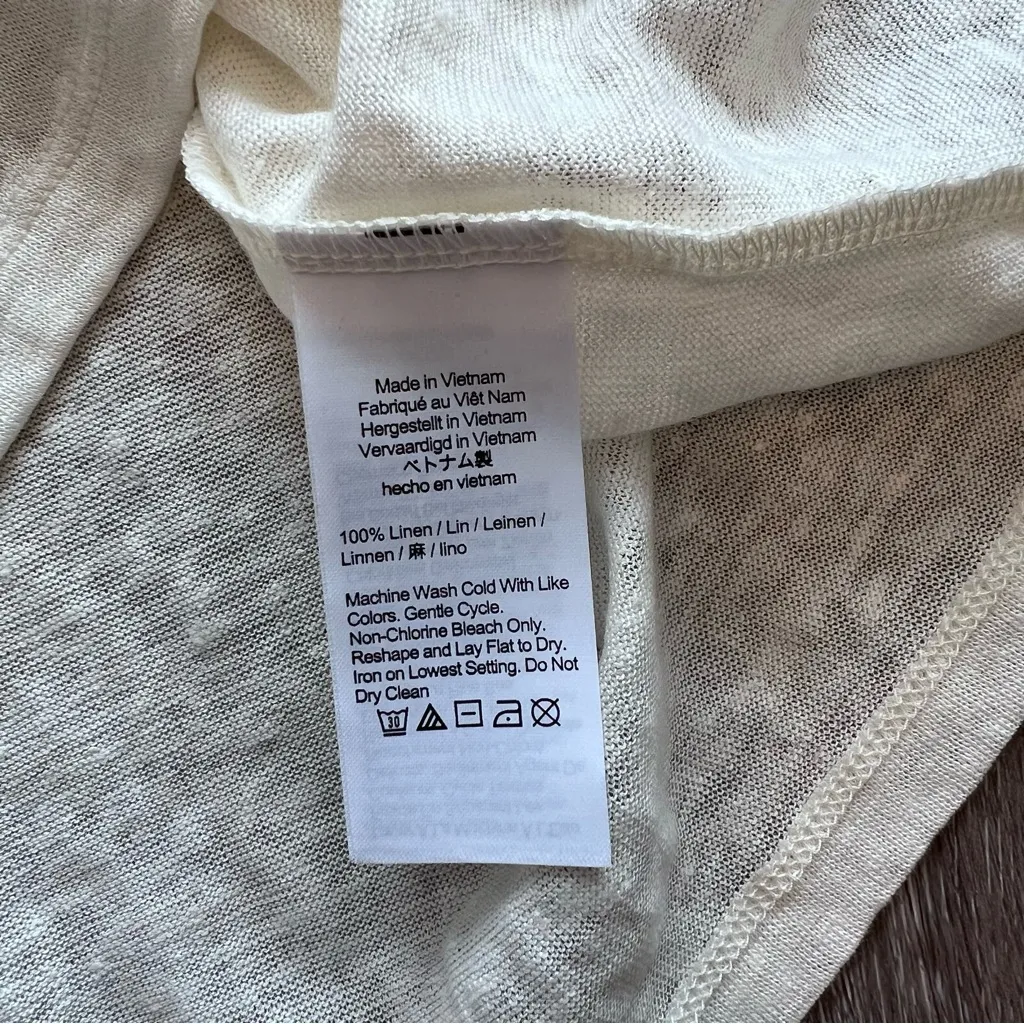 Made in Vietnam
Fabriqué au Viêt Nam
Hergestellt in Vietnam
Vervaardigd in Vietnam
ベトナム製
hecho en vietnam
100% Linen / Lin / Leinen /
Linnen / 麻 / lino
Machine Wash Cold With Like
Colors. Gentle Cycle.
Non-Chlorine Bleach Only.
Reshape and Lay Flat to Dry.
Iron on Lowest Setting. Do Not
Dry Clean
30